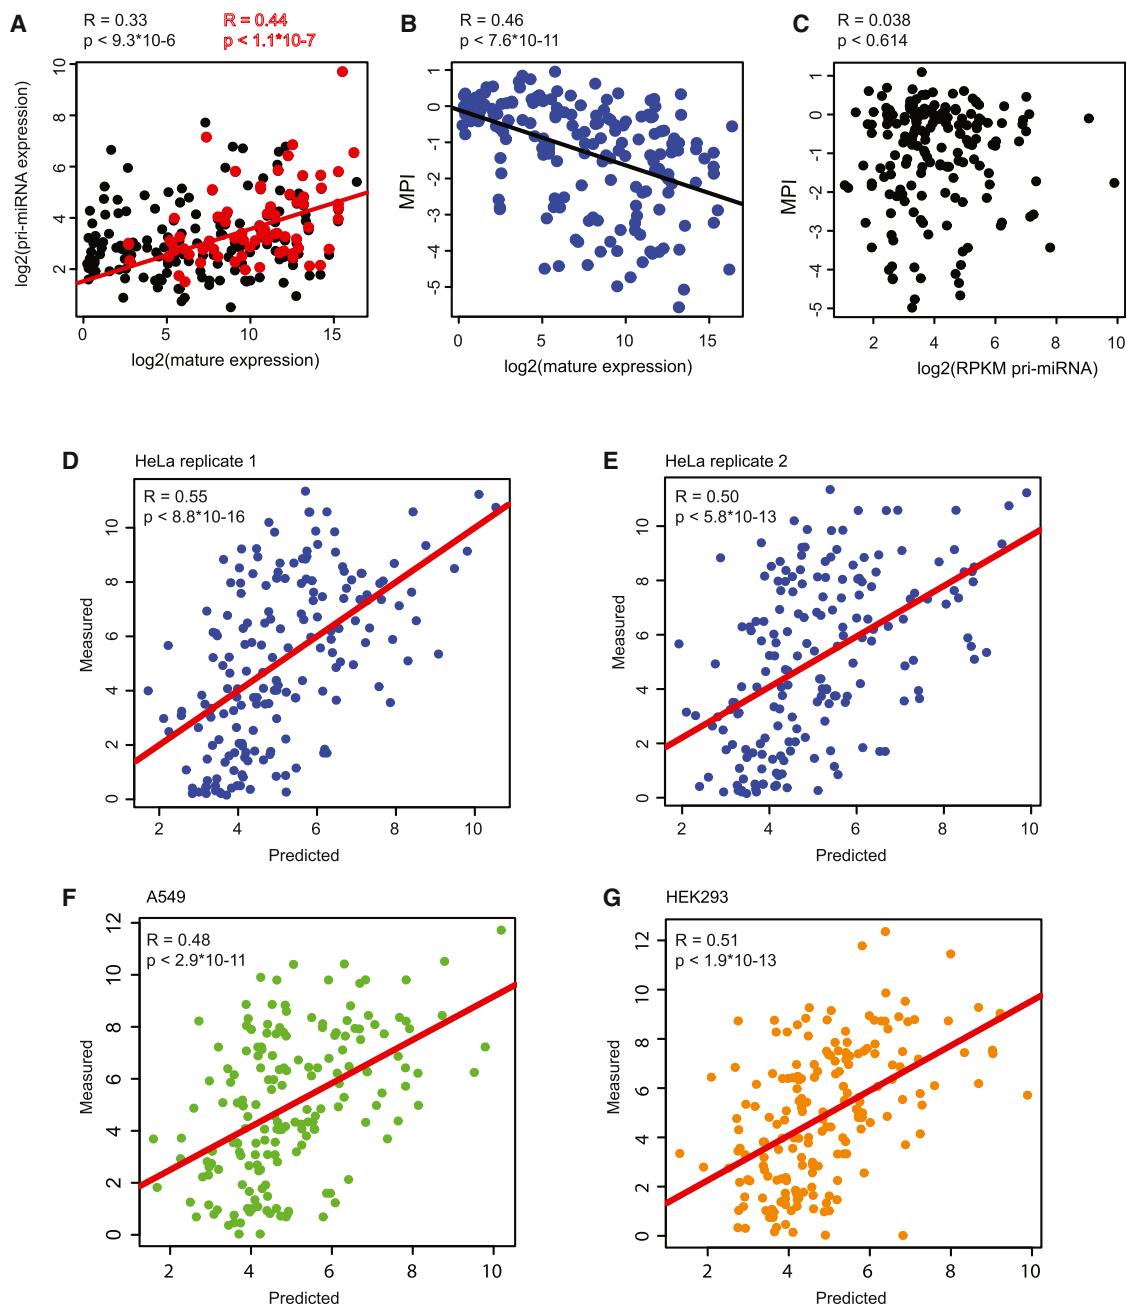 A
R = 0.33
p < 9.3*10-6
R = 0.44
p < 1.1*10-7
log2(pri-miRNA expression)
10
8
6
4
2
0
5
10
15
log2(mature expression)
B
R = 0.46
p < 7.6*10-11
MPI
1
0
-1
-3
-4
-5
0
5
10
15
log2(mature expression)
C
R = 0.038
p < 0.614
MPI
1
0
-1
-2
-3
-4
-5
2
4
6
8
10
log2(RPKM pri-miRNA)
D
HeLa replicate 1
R = 0.55
p < 8.8*10-16
Measured
10
8
6
4
2
0
2
4
6
8
10
Predicted
E
HeLa replicate 2
R = 0.50
p < 5.8*10-13
Measured
10
8
6
4
2
0
2
4
6
8
10
Predicted
F
A549
R = 0.48
p < 2.9*10-11
Measured
12
10
8
6
4
2
0
2
4
6
8
10
Predicted
G
HEK293
R = 0.51
p < 1.9*10-13
Measured
12
10
8
6
4
2
0
2
4
6
8
10
Predicted